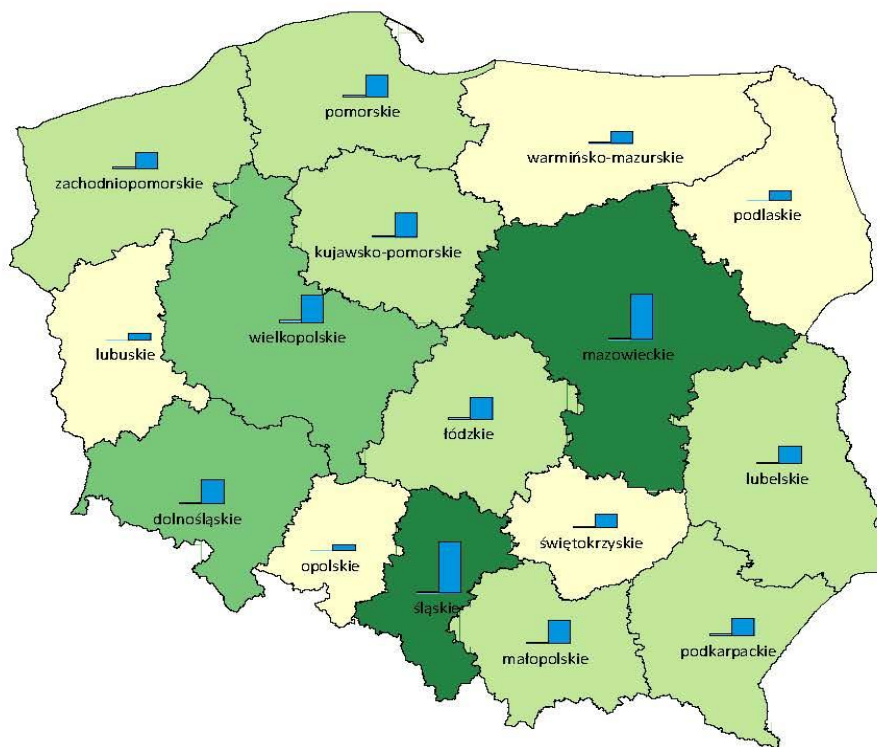 pomorskie
warmińsko-mazurskie
zachodniopomorskie
podlaskie
kujawsko-pomorskie
wielkopolskie
lubuskie
mazowieckie
łódzkie
lubelskie
dolnośląskie
świętokrzyskie
opolskie
śląskie
małopolskie
podkarpackie